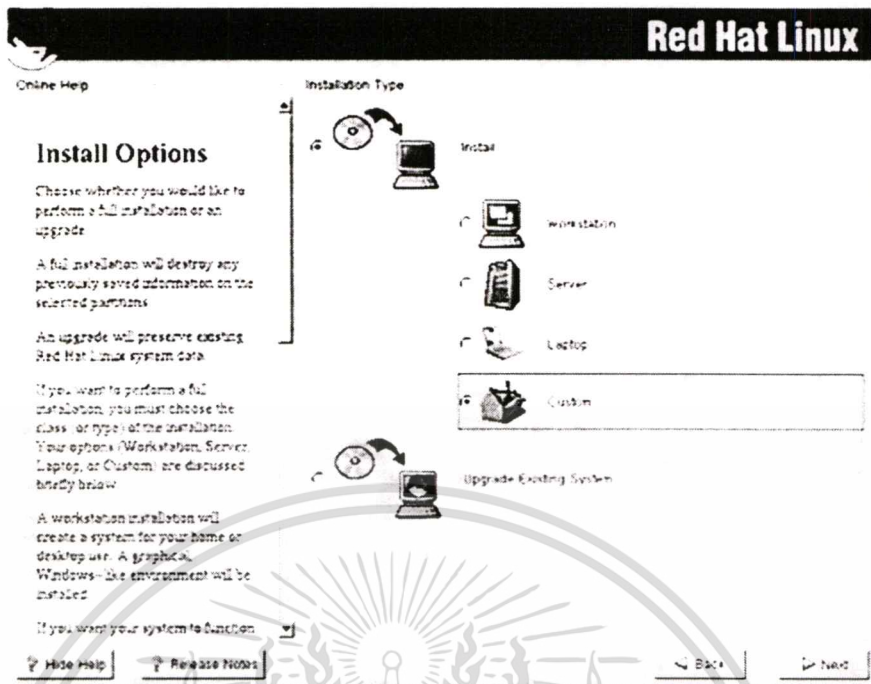 Red Hat Linux
Online Help
Installation Type
Install Options
Choose whether you would like to
perform a full installation or an
upgrade
A full installation will destroy any
previously saved information on the
selected partitions
An upgrade will preserve existing
Red Hat Linux system data.
If you want to perform a full
installation, you must choose the
class (or type) of the installation.
Your options (Workstation, Server,
Laptop, or Custom) are discussed
briefly below
A workstation installation will
create a system for your home or
desktop use. A graphical,
Windows-like environment will be
installed
If you want your system to function
Install
Workstation
Server
Laptop
Custom
Upgrade Existing System
Hide Help
Release Notes
Back
Next